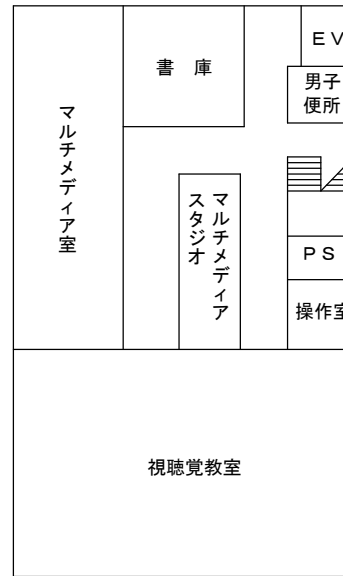 EV
書庫
男子
便所
マルチメディア室
マルチメディア
スタジオ
PS
操作室
視聴覚教室